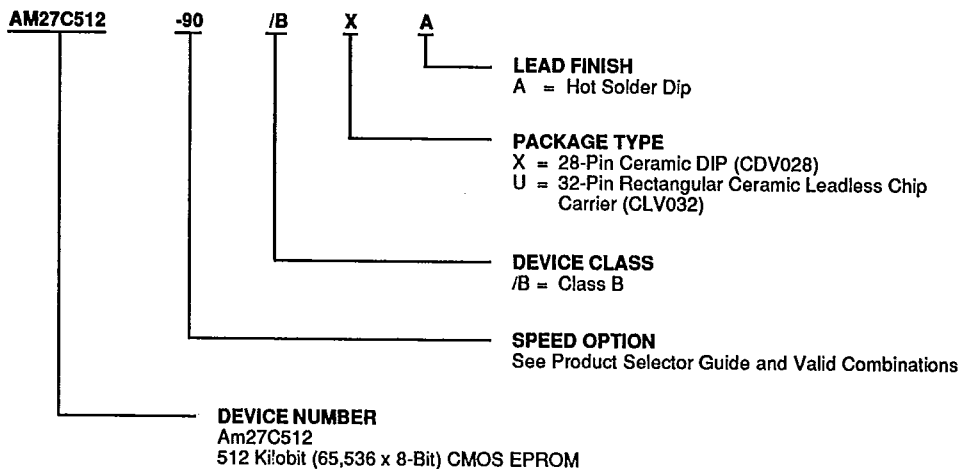 AM27C512 -90 /B X A
LEAD FINISH
A = Hot Solder Dip
PACKAGE TYPE
X = 28-Pin Ceramic DIP (CDV028)
U = 32-Pin Rectangular Ceramic Leadless Chip
Carrier (CLV032)
DEVICE CLASS
/B = Class B
SPEED OPTION
See Product Selector Guide and Valid Combinations
DEVICE NUMBER
Am27C512
512 Kilobit (65,536 x 8-Bit) CMOS EPROM